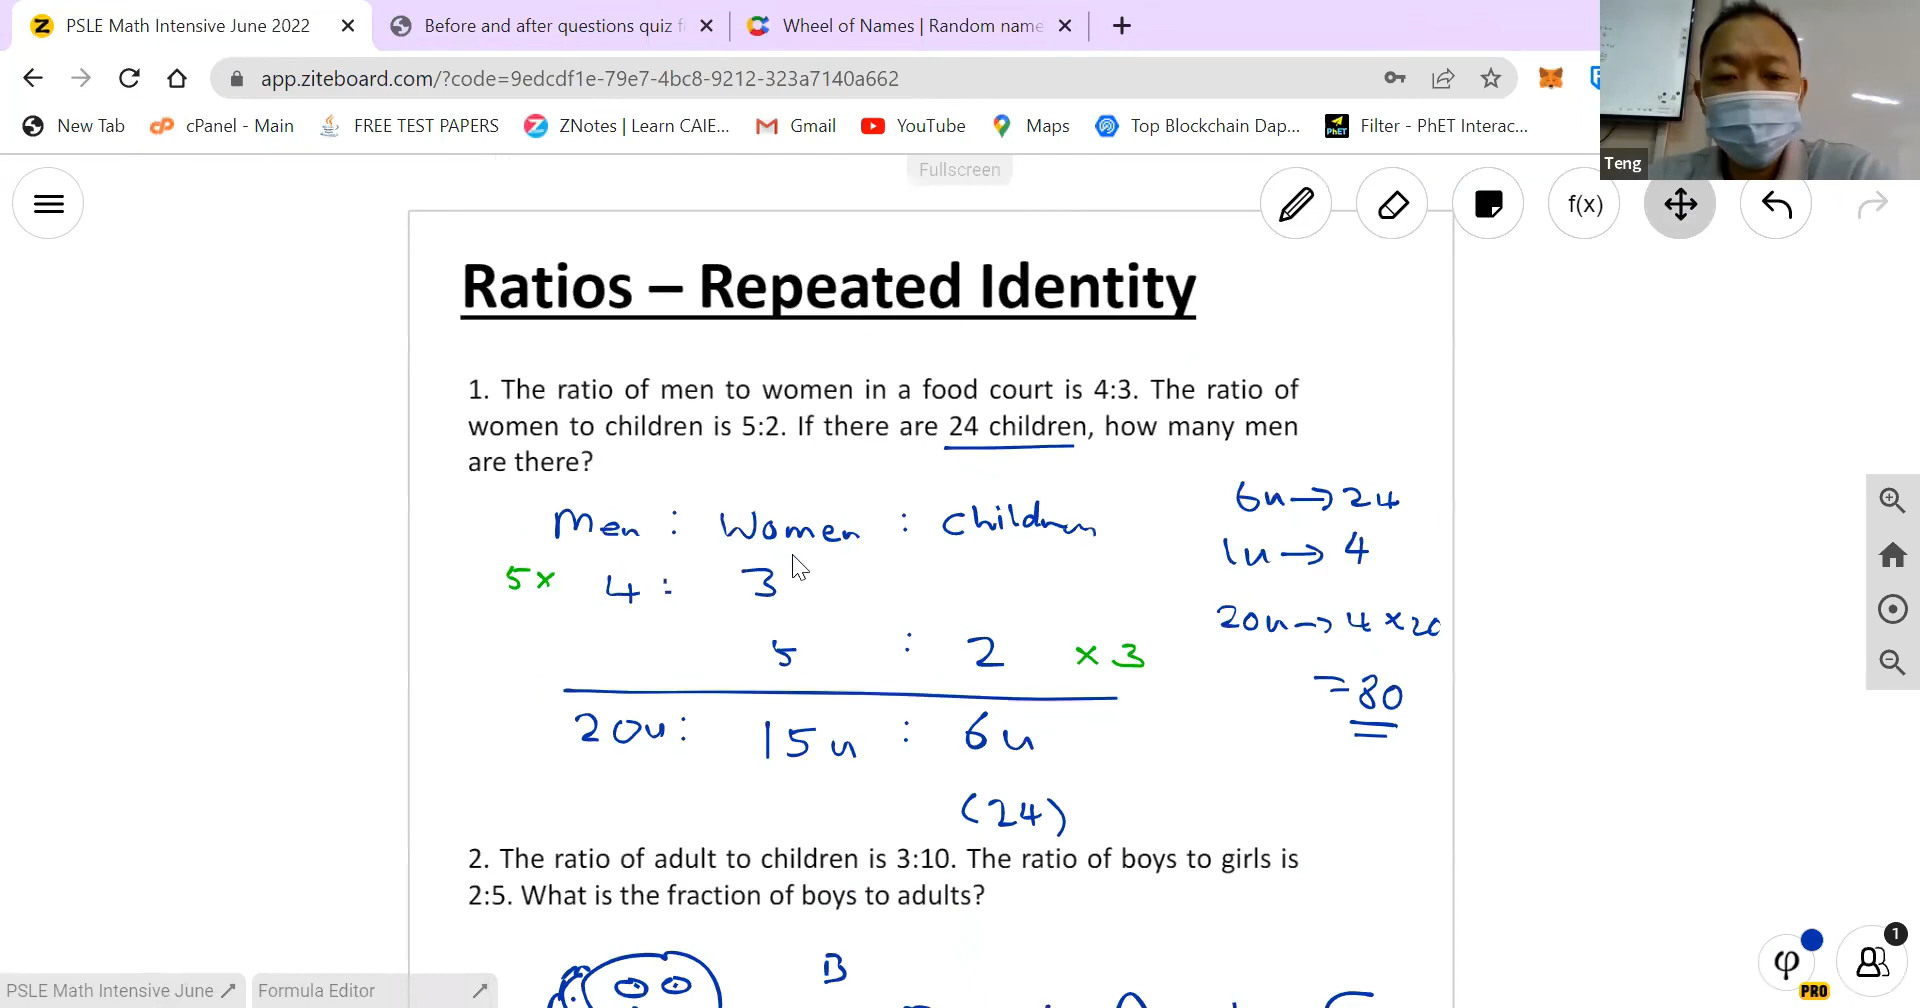 PSLE Math Intensive June 2022
Before and after questions quiz f
Wheel of Names | Random name
app.ziteboard.com/?code=9edcdf1e-79e7-4bc8-9212-323a7140a662
New Tab
cPanel - Main
FREE TEST PAPERS
ZNotes | Learn CAIE...
Gmail
YouTube
Maps
Top Blockchain Dap...
PhET
Filter - PhET Interac...
Teng
Fullscreen
f(x)
Ratios – Repeated Identity
1. The ratio of men to women in a food court is 4:3. The ratio of
women to children is 5:2. If there are 24 children, how many men
are there?
Men : Women : Children
5× 4 : 3
5 : 2 × 3
20u : 15u : 6u
(24)
6u → 24
1u → 4
20u → 4 × 20
= 80
2. The ratio of adult to children is 3:10. The ratio of boys to girls is
2:5. What is the fraction of boys to adults?
B
PSLE Math Intensive June
Formula Editor
φ
PRO
1